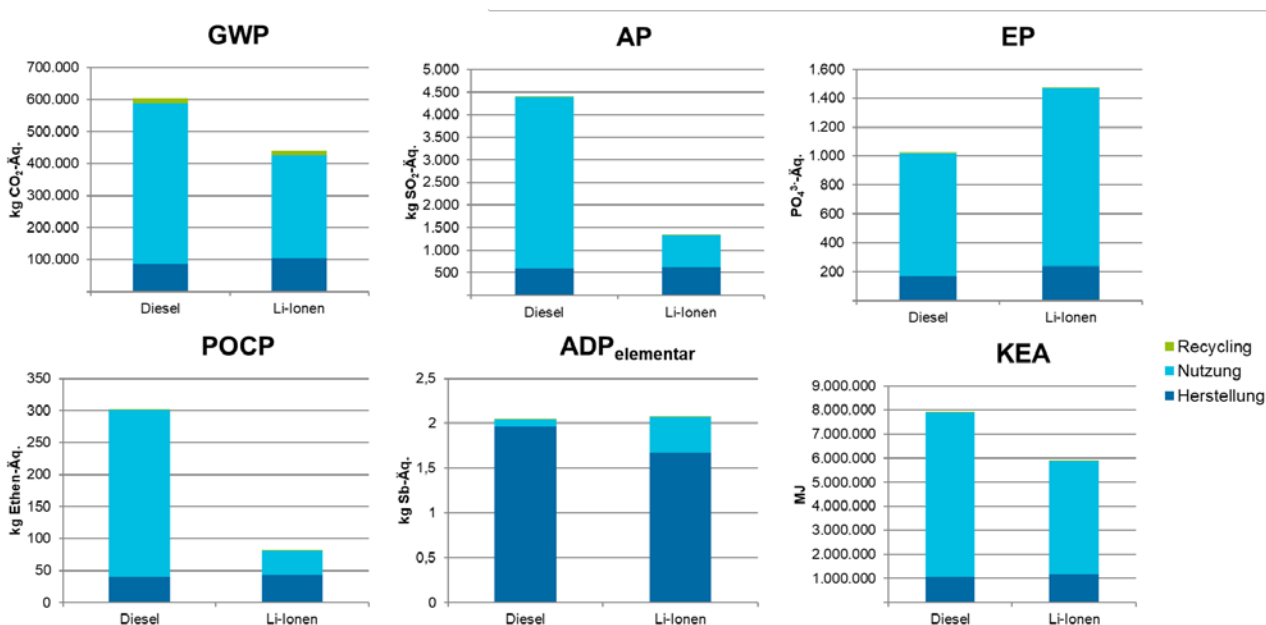 GWP
kg CO₂-Äq.
700.000
600.000
500.000
400.000
300.000
200.000
100.000
Diesel
Li-Ionen
AP
kg SO₂-Äq.
5.000
4.500
4.000
3.500
3.000
2.500
2.000
1.500
1.000
500
Diesel
Li-Ionen
EP
PO₄³⁻-Äq.
1.600
1.400
1.200
1.000
800
600
400
200
Diesel
Li-Ionen
POCP
kg Ethen-Äq.
350
300
250
200
150
100
50
0
Diesel
Li-Ionen
ADP elementar
kg Sb-Äq.
2,5
2
1,5
1
0,5
0
Diesel
Li-Ionen
KEA
MJ
9.000.000
8.000.000
7.000.000
6.000.000
5.000.000
4.000.000
3.000.000
2.000.000
1.000.000
Diesel
Li-Ionen
Recycling
Nutzung
Herstellung